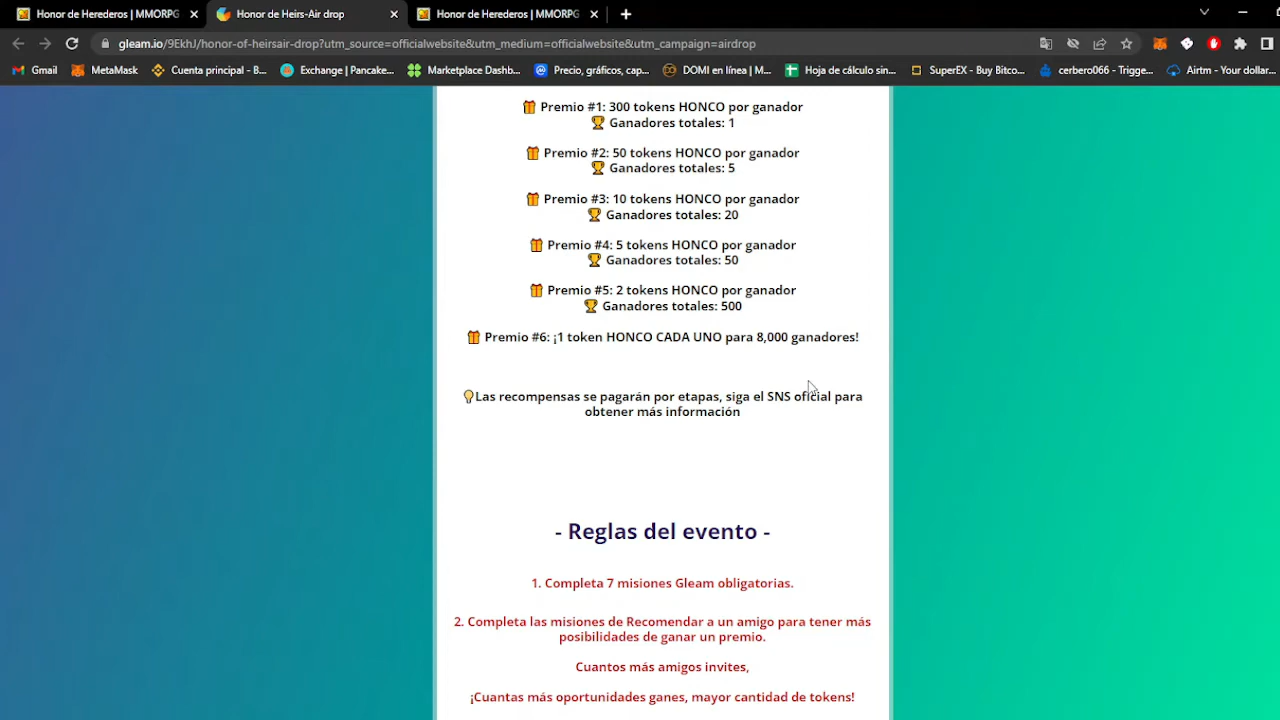 Honor de Herederos | MMORPG
Honor de Heirs-Air drop
Honor de Herederos | MMORPG
gleam.io/9EkhJ/honor-of-heirsair-drop?utm_source=officialwebsite&utm_medium=officialwebsite&utm_campaign=airdrop
Gmail
MetaMask
Cuenta principal - B...
Exchange | Pancake...
Marketplace Dashb...
Precio, gráficos, cap...
DOMI en línea | M...
Hoja de cálculo sin...
SuperEX - Buy Bitco...
cerbero066 - Trigge...
Airtm - Your dollar...
Premio #1: 300 tokens HONCO por ganador
Ganadores totales: 1
Premio #2: 50 tokens HONCO por ganador
Ganadores totales: 5
Premio #3: 10 tokens HONCO por ganador
Ganadores totales: 20
Premio #4: 5 tokens HONCO por ganador
Ganadores totales: 50
Premio #5: 2 tokens HONCO por ganador
Ganadores totales: 500
Premio #6: ¡1 token HONCO CADA UNO para 8,000 ganadores!
Las recompensas se pagarán por etapas, siga el SNS oficial para
obtener más información
- Reglas del evento -
1. Completa 7 misiones Gleam obligatorias.
2. Completa las misiones de Recomendar a un amigo para tener más
posibilidades de ganar un premio.
Cuantos más amigos invites,
¡Cuantas más oportunidades ganes, mayor cantidad de tokens!